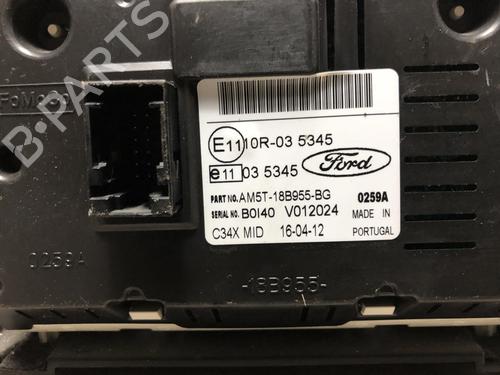 B-PARTS
FoMoCo
E11 10R-03 5345
e11 03 5345
Ford
PART NO. AM5T-18B955-BG 0259A
SERIAL NO. B0I40 V012024 MADE IN
C34X MID 16-04-12 PORTUGAL
0259A
-18B955-